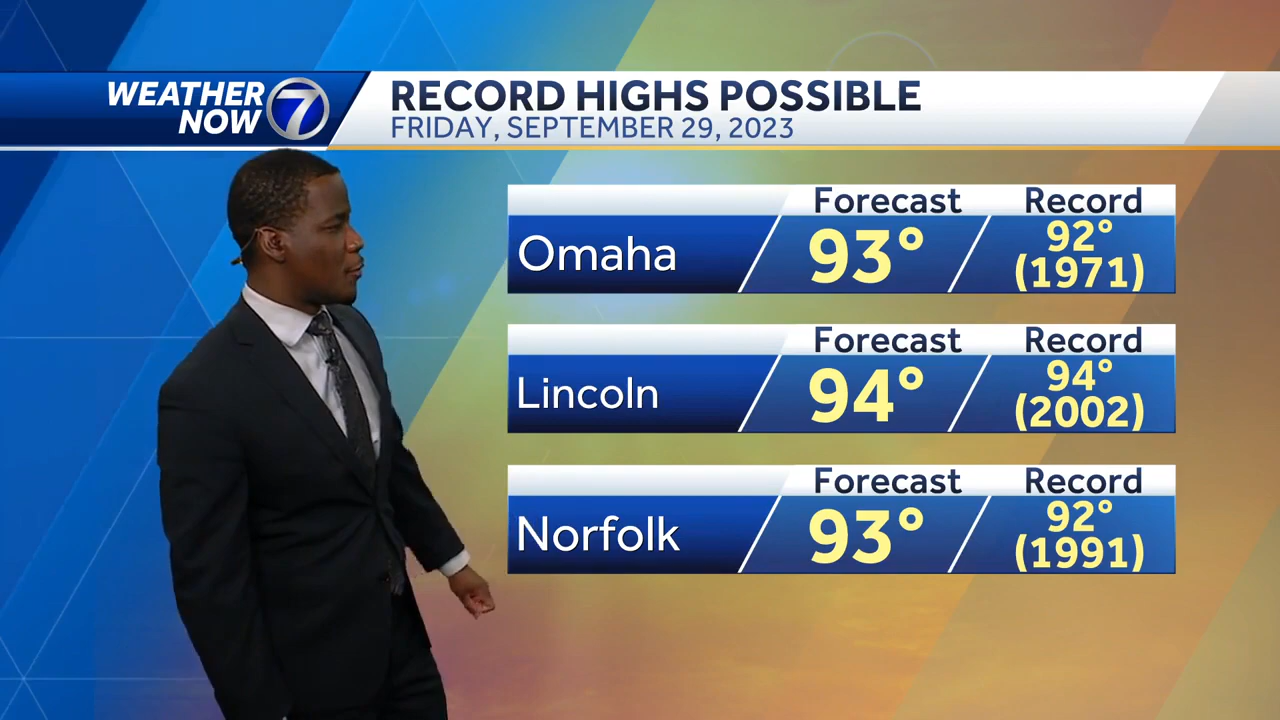 WEATHER
NOW 7
RECORD HIGHS POSSIBLE
FRIDAY, SEPTEMBER 29, 2023
Forecast Record
Omaha 93° 92°
(1971)
Forecast Record
Lincoln 94° 94°
(2002)
Forecast Record
Norfolk 93° 92°
(1991)